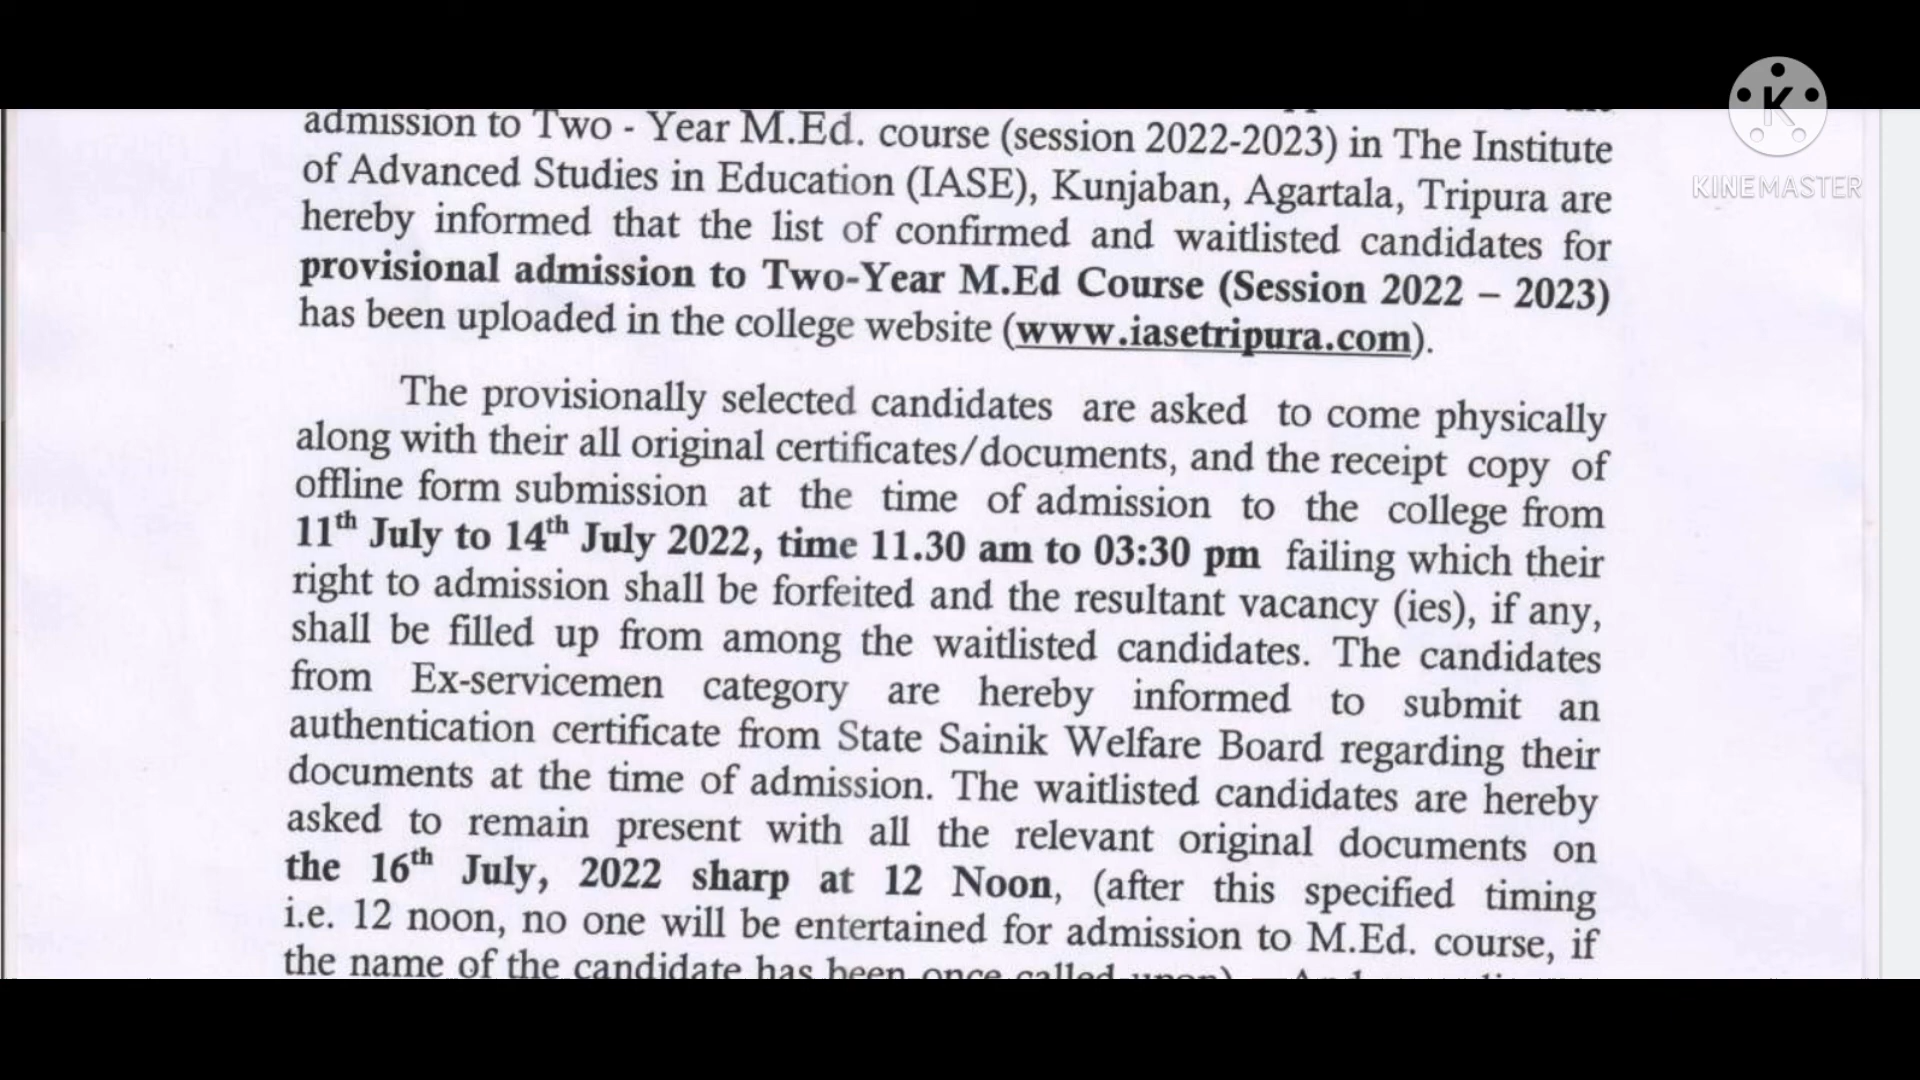 K
KINEMASTER
admission to Two - Year M.Ed. course (session 2022-2023) in The Institute
of Advanced Studies in Education (IASE), Kunjaban, Agartala, Tripura are
hereby informed that the list of confirmed and waitlisted candidates for
provisional admission to Two-Year M.Ed Course (Session 2022 – 2023)
has been uploaded in the college website (www.iasetripura.com).
The provisionally selected candidates are asked to come physically
along with their all original certificates/documents, and the receipt copy of
offline form submission at the time of admission to the college from
11th July to 14th July 2022, time 11.30 am to 03:30 pm failing which their
right to admission shall be forfeited and the resultant vacancy (ies), if any,
shall be filled up from among the waitlisted candidates. The candidates
from Ex-servicemen category are hereby informed to submit an
authentication certificate from State Sainik Welfare Board regarding their
documents at the time of admission. The waitlisted candidates are hereby
asked to remain present with all the relevant original documents on
the 16th July, 2022 sharp at 12 Noon, (after this specified timing
i.e. 12 noon, no one will be entertained for admission to M.Ed. course, if
the name of the candidate has been once called upon)